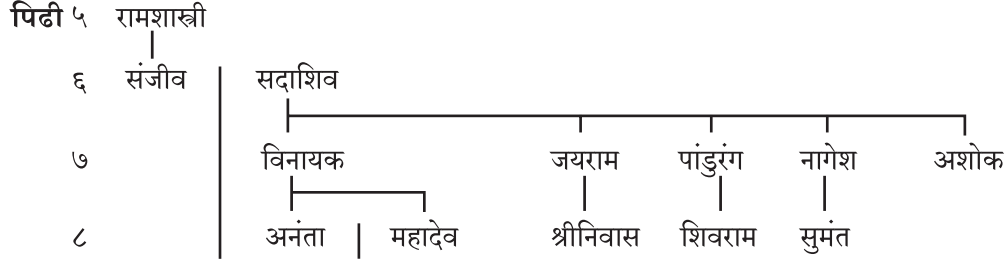 पिढी ५ रामशास्त्री
६ संजीव सदाशिव
७ विनायक जयराम पांडुरंग नागेश अशोक
८ अनंता महादेव श्रीनिवास शिवराम सुमंत